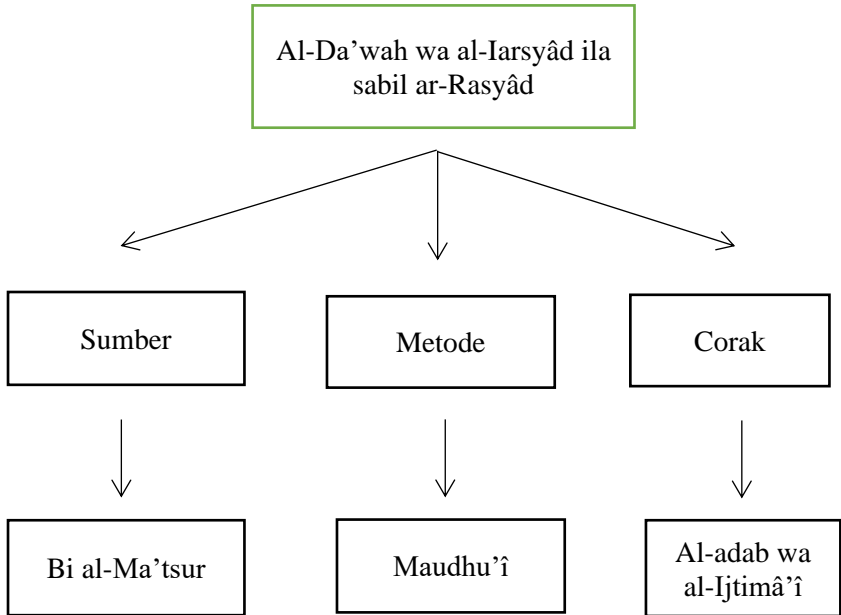 Al-Da’wah wa al-Iarsyâd ila
sabil ar-Rasyâd
Sumber
Metode
Corak
Bi al-Ma’tsur
Maudhu’î
Al-adab wa
al-Ijtimâ’î